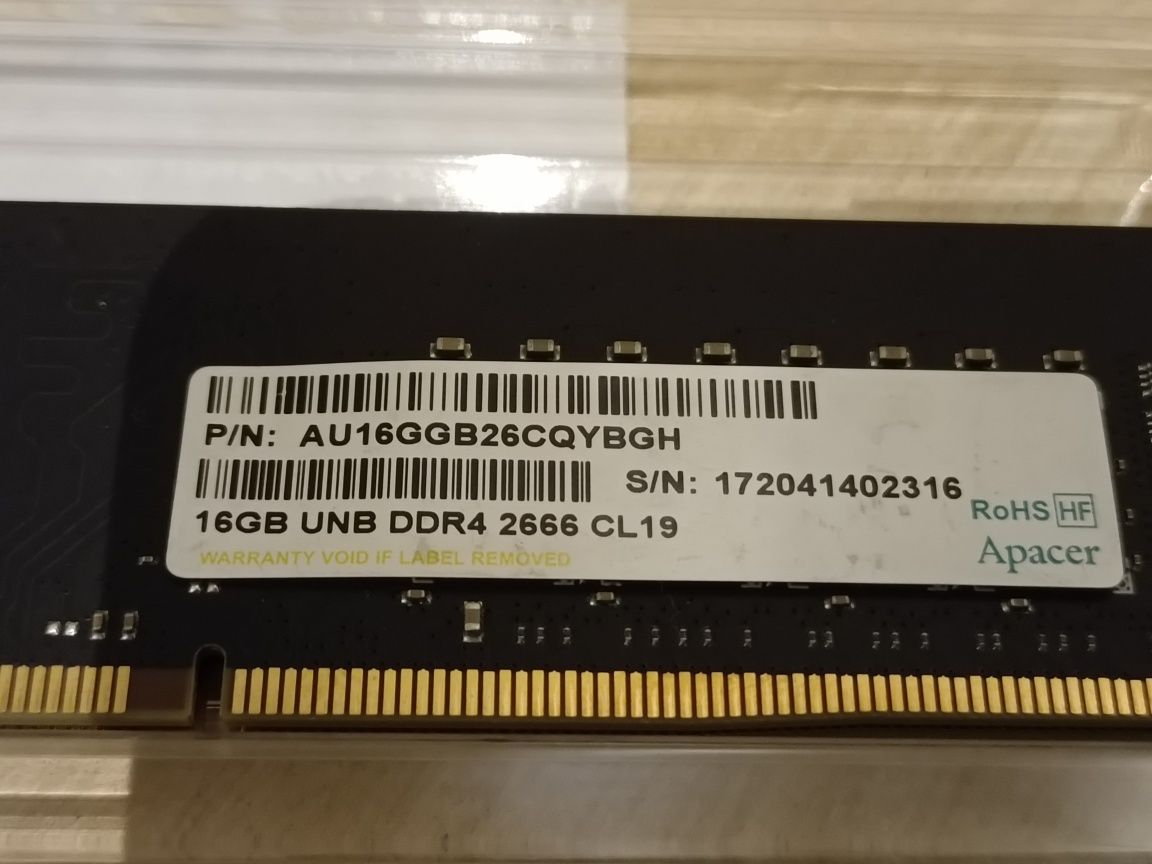 P/N: AU16GGB26CQYBGH
S/N: 172041402316
16GB UNB DDR4 2666 CL19
RoHS HF
WARRANTY VOID IF LABEL REMOVED
Apacer